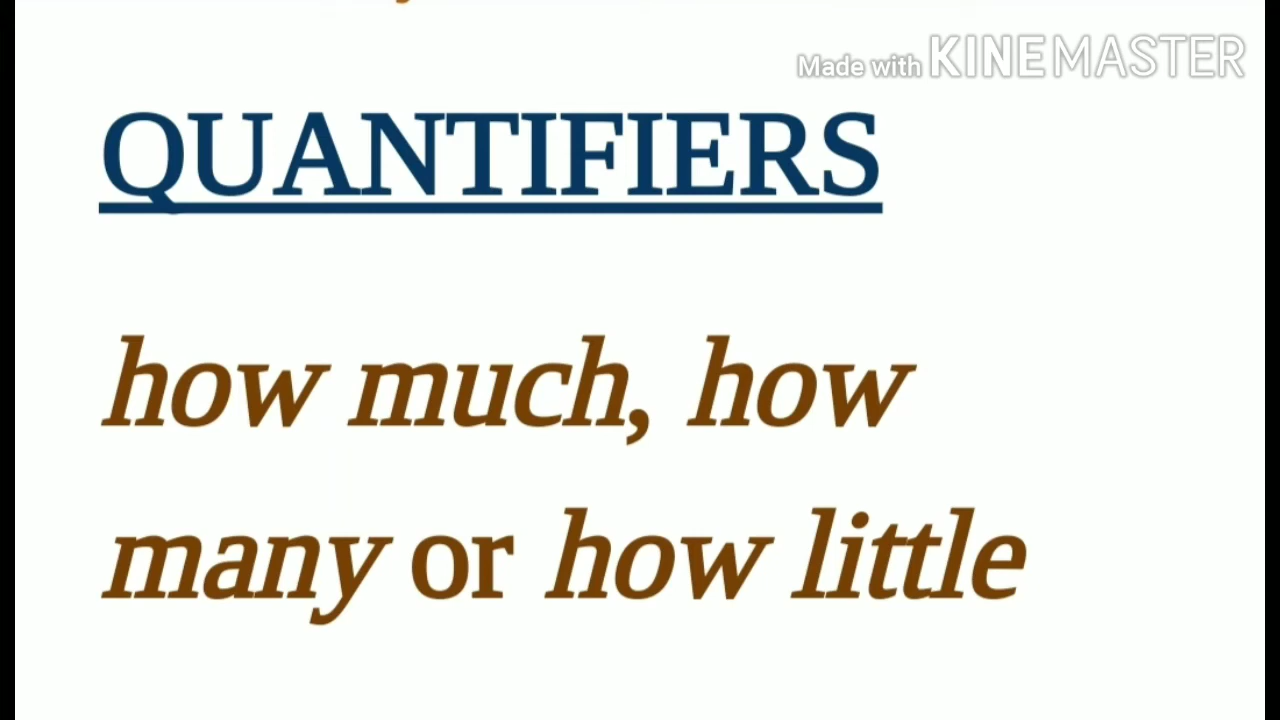 Made with KINEMASTER
QUANTIFIERS
how much, how
many or how little